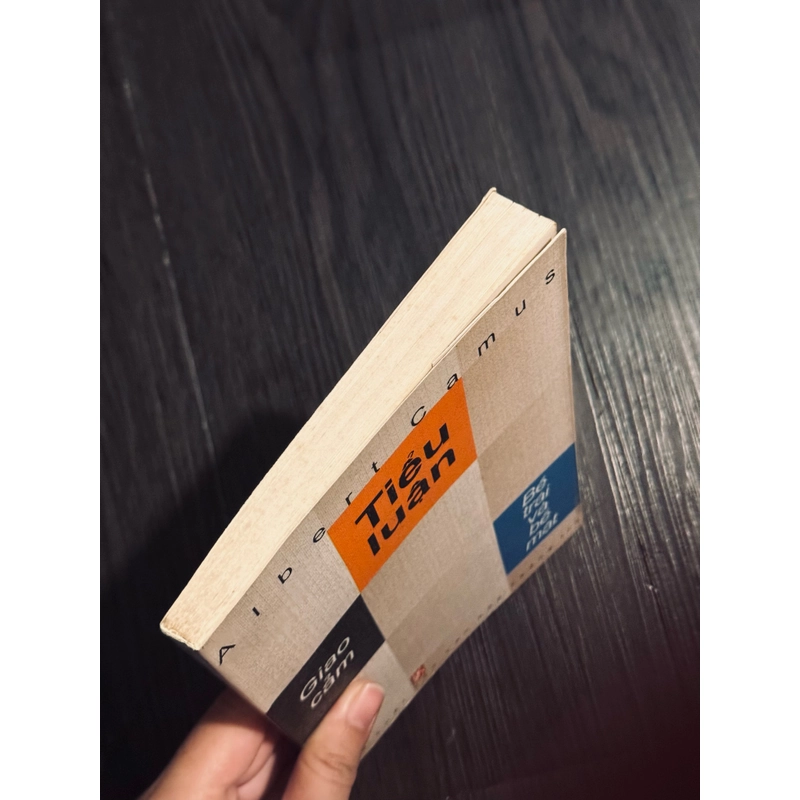 Albert Camus
Tiểu
luận
Bề
trái
và
bề
mặt
Giao
cảm